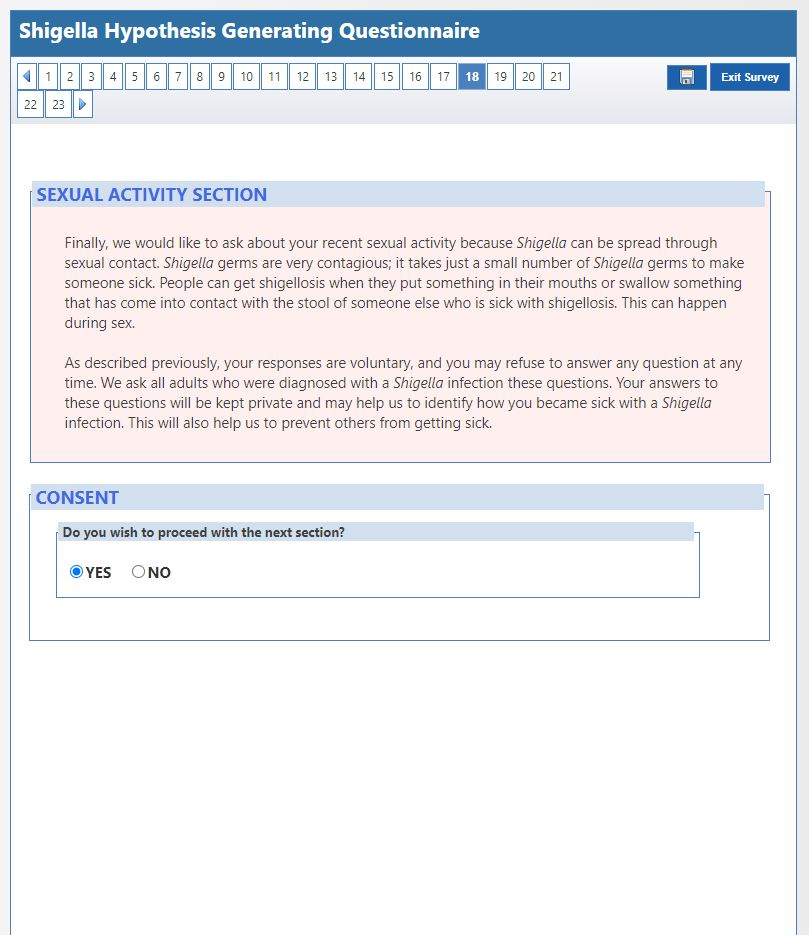 Shigella Hypothesis Generating Questionnaire
1 2 3 4 5 6 7 8 9 10 11 12 13 14 15 16 17 18 19 20 21
Exit Survey
22 23
SEXUAL ACTIVITY SECTION
Finally, we would like to ask about your recent sexual activity because Shigella can be spread through
sexual contact. Shigella germs are very contagious; it takes just a small number of Shigella germs to make
someone sick. People can get shigellosis when they put something in their mouths or swallow something
that has come into contact with the stool of someone else who is sick with shigellosis. This can happen
during sex.
As described previously, your responses are voluntary, and you may refuse to answer any question at any
time. We ask all adults who were diagnosed with a Shigella infection these questions. Your answers to
these questions will be kept private and may help us to identify how you became sick with a Shigella
infection. This will also help us to prevent others from getting sick.
CONSENT
Do you wish to proceed with the next section?
YES NO